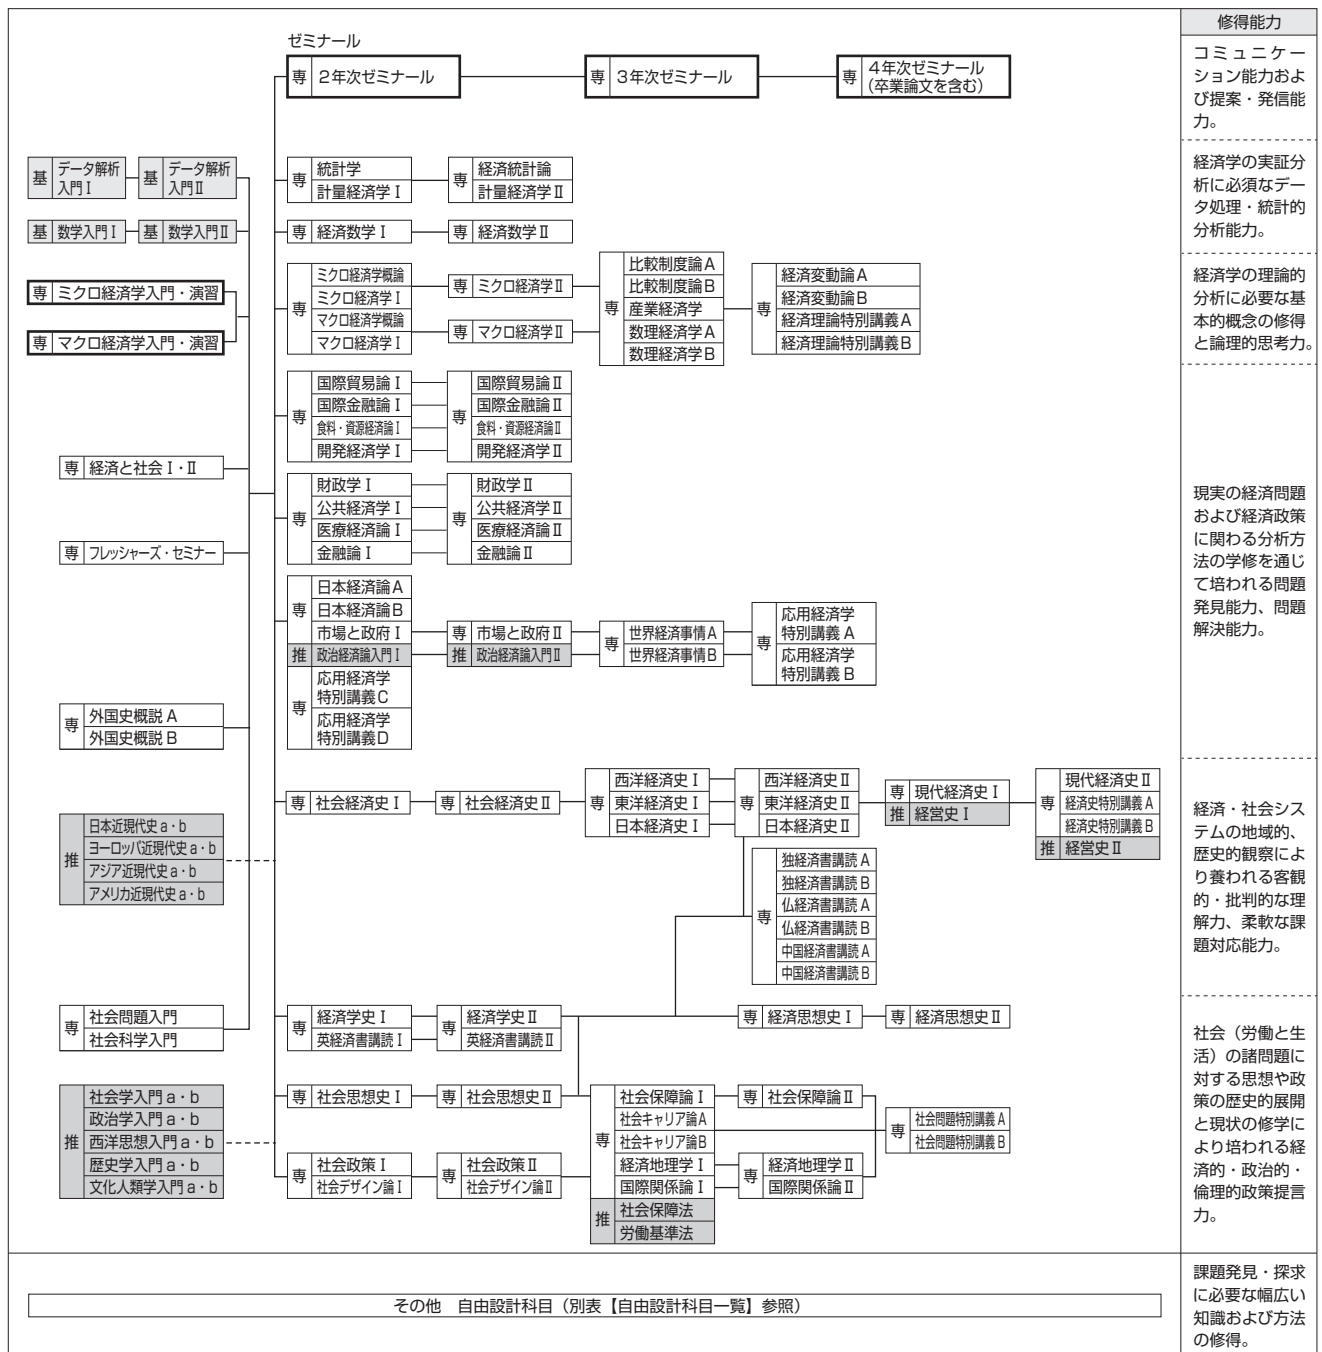 修得能力
ゼミナール
専 2年次ゼミナール
専 3年次ゼミナール
専 4年次ゼミナール
(卒業論文を含む)
コミュニケー
ション能力およ
び提案・発信能
力。
基 データ解析
入門Ⅰ
基 データ解析
入門Ⅱ
専 統計学
計量経済学Ⅰ
専 経済統計論
計量経済学Ⅱ
基 数学入門Ⅰ
基 数学入門Ⅱ
専 経済数学Ⅰ
専 経済数学Ⅱ
経済学の実証分
析に必須なデー
タ処理・統計的
分析能力。
専 ミクロ経済学入門・演習
専 マクロ経済学入門・演習
専 ミクロ経済学概論
ミクロ経済学Ⅰ
マクロ経済学概論
マクロ経済学Ⅰ
専 ミクロ経済学Ⅱ
専 マクロ経済学Ⅱ
専 比較制度論A
比較制度論B
産業経済学
数理経済学A
数理経済学B
専 経済変動論A
経済変動論B
経済理論特別講義A
経済理論特別講義B
経済学の理論的
分析に必要な基
本的概念の修得
と論理的思考力。
専 国際貿易論Ⅰ
国際金融論Ⅰ
食料・資源経済論Ⅰ
開発経済学Ⅰ
専 国際貿易論Ⅱ
国際金融論Ⅱ
食料・資源経済論Ⅱ
開発経済学Ⅱ
専 経済と社会Ⅰ・Ⅱ
専 財政学Ⅰ
公共経済学Ⅰ
医療経済論Ⅰ
金融論Ⅰ
専 財政学Ⅱ
公共経済学Ⅱ
医療経済論Ⅱ
金融論Ⅱ
専 フレッシャーズ・セミナー
専 日本経済論A
日本経済論B
市場と政府Ⅰ
推 政治経済論入門Ⅰ
専 応用経済学
特別講義C
応用経済学
特別講義D
専 市場と政府Ⅱ
推 政治経済論入門Ⅱ
専 世界経済事情A
世界経済事情B
専 応用経済学
特別講義A
応用経済学
特別講義B
現実の経済問題
および経済政策
に関わる分析方
法の学修を通じ
て培われる問題
発見能力、問題
解決能力。
専 外国史概説A
外国史概説B
専 社会経済史Ⅰ
専 社会経済史Ⅱ
専 西洋経済史Ⅰ
東洋経済史Ⅰ
日本経済史Ⅰ
専 西洋経済史Ⅱ
東洋経済史Ⅱ
日本経済史Ⅱ
専 現代経済史Ⅰ
推 経営史Ⅰ
専 現代経済史Ⅱ
経済史特別講義A
経済史特別講義B
推 経営史Ⅱ
推 日本近現代史a・b
ヨーロッパ近現代史a・b
アジア近現代史a・b
アメリカ近現代史a・b
専 独経済書講読A
独経済書講読B
仏経済書講読A
仏経済書講読B
中国経済書講読A
中国経済書講読B
経済・社会シス
テムの地域的、
歴史的観察によ
り養われる客観
的・批判的な理
解力、柔軟な課
題対応能力。
専 社会問題入門
社会科学入門
専 経済学史Ⅰ
英経済書講読Ⅰ
専 経済学史Ⅱ
英経済書講読Ⅱ
専 経済思想史Ⅰ
専 経済思想史Ⅱ
推 社会学入門a・b
政治学入門a・b
西洋思想入門a・b
歴史学入門a・b
文化人類学入門a・b
専 社会思想史Ⅰ
専 社会思想史Ⅱ
専 社会政策Ⅰ
社会デザイン論Ⅰ
専 社会政策Ⅱ
社会デザイン論Ⅱ
専 社会保障論Ⅰ
社会キャリア論A
社会キャリア論B
経済地理学Ⅰ
国際関係論Ⅰ
推 社会保障法
労働基準法
専 社会保障論Ⅱ
専 経済地理学Ⅱ
国際関係論Ⅱ
専 社会問題特別講義A
社会問題特別講義B
社会（労働と生
活）の諸問題に
対する思想や政
策の歴史的展開
と現状の修学に
より培われる経
済的・政治的・
倫理的政策提言
力。
その他 自由設計科目（別表【自由設計科目一覧】参照）
課題発見・探求
に必要な幅広い
知識および方法
の修得。